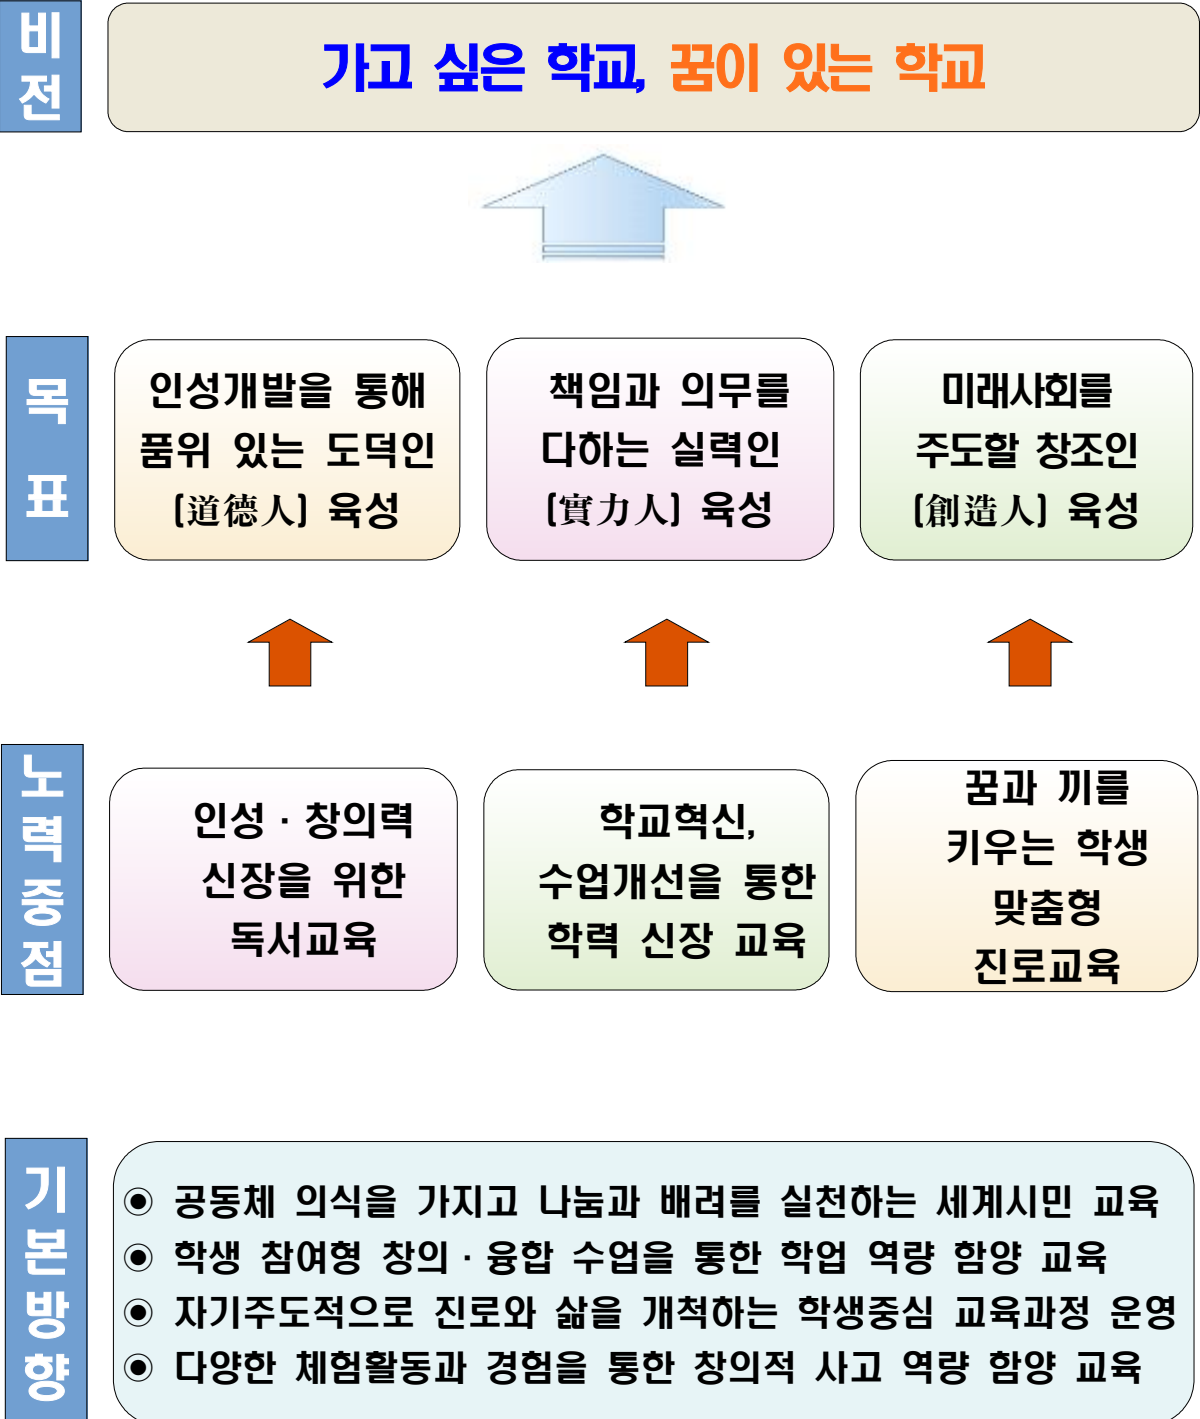 비전
가고 싶은 학교, 꿈이 있는 학교
목표
인성개발을 통해
품위 있는 도덕인
(道德人) 육성
책임과 의무를
다하는 실력인
(實力人) 육성
미래사회를
주도할 창조인
(創造人) 육성
노력중점
인성·창의력
신장을 위한
독서교육
학교혁신,
수업개선을 통한
학력 신장 교육
꿈과 끼를
키우는 학생
맞춤형
진로교육
기본방향
◉ 공동체 의식을 가지고 나눔과 배려를 실천하는 세계시민 교육
◉ 학생 참여형 창의·융합 수업을 통한 학업 역량 함양 교육
◉ 자기주도적으로 진로와 삶을 개척하는 학생중심 교육과정 운영
◉ 다양한 체험활동과 경험을 통한 창의적 사고 역량 함양 교육